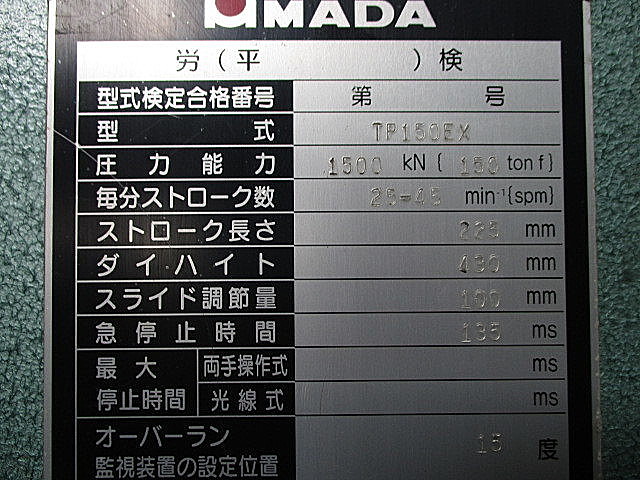 AMADA
労(平 )検
型式検定合格番号 第 号
型式 TP150EX
圧力能力 1500 kN{ 150 tonf}
毎分ストローク数 25-45 min-1{spm}
ストローク長さ 225 mm
ダイハイト 430 mm
スライド調節量 100 mm
急停止時間 135 ms
最大停止時間 両手操作式 ms
光線式 ms
オーバーラン 15 度
監視装置の設定位置